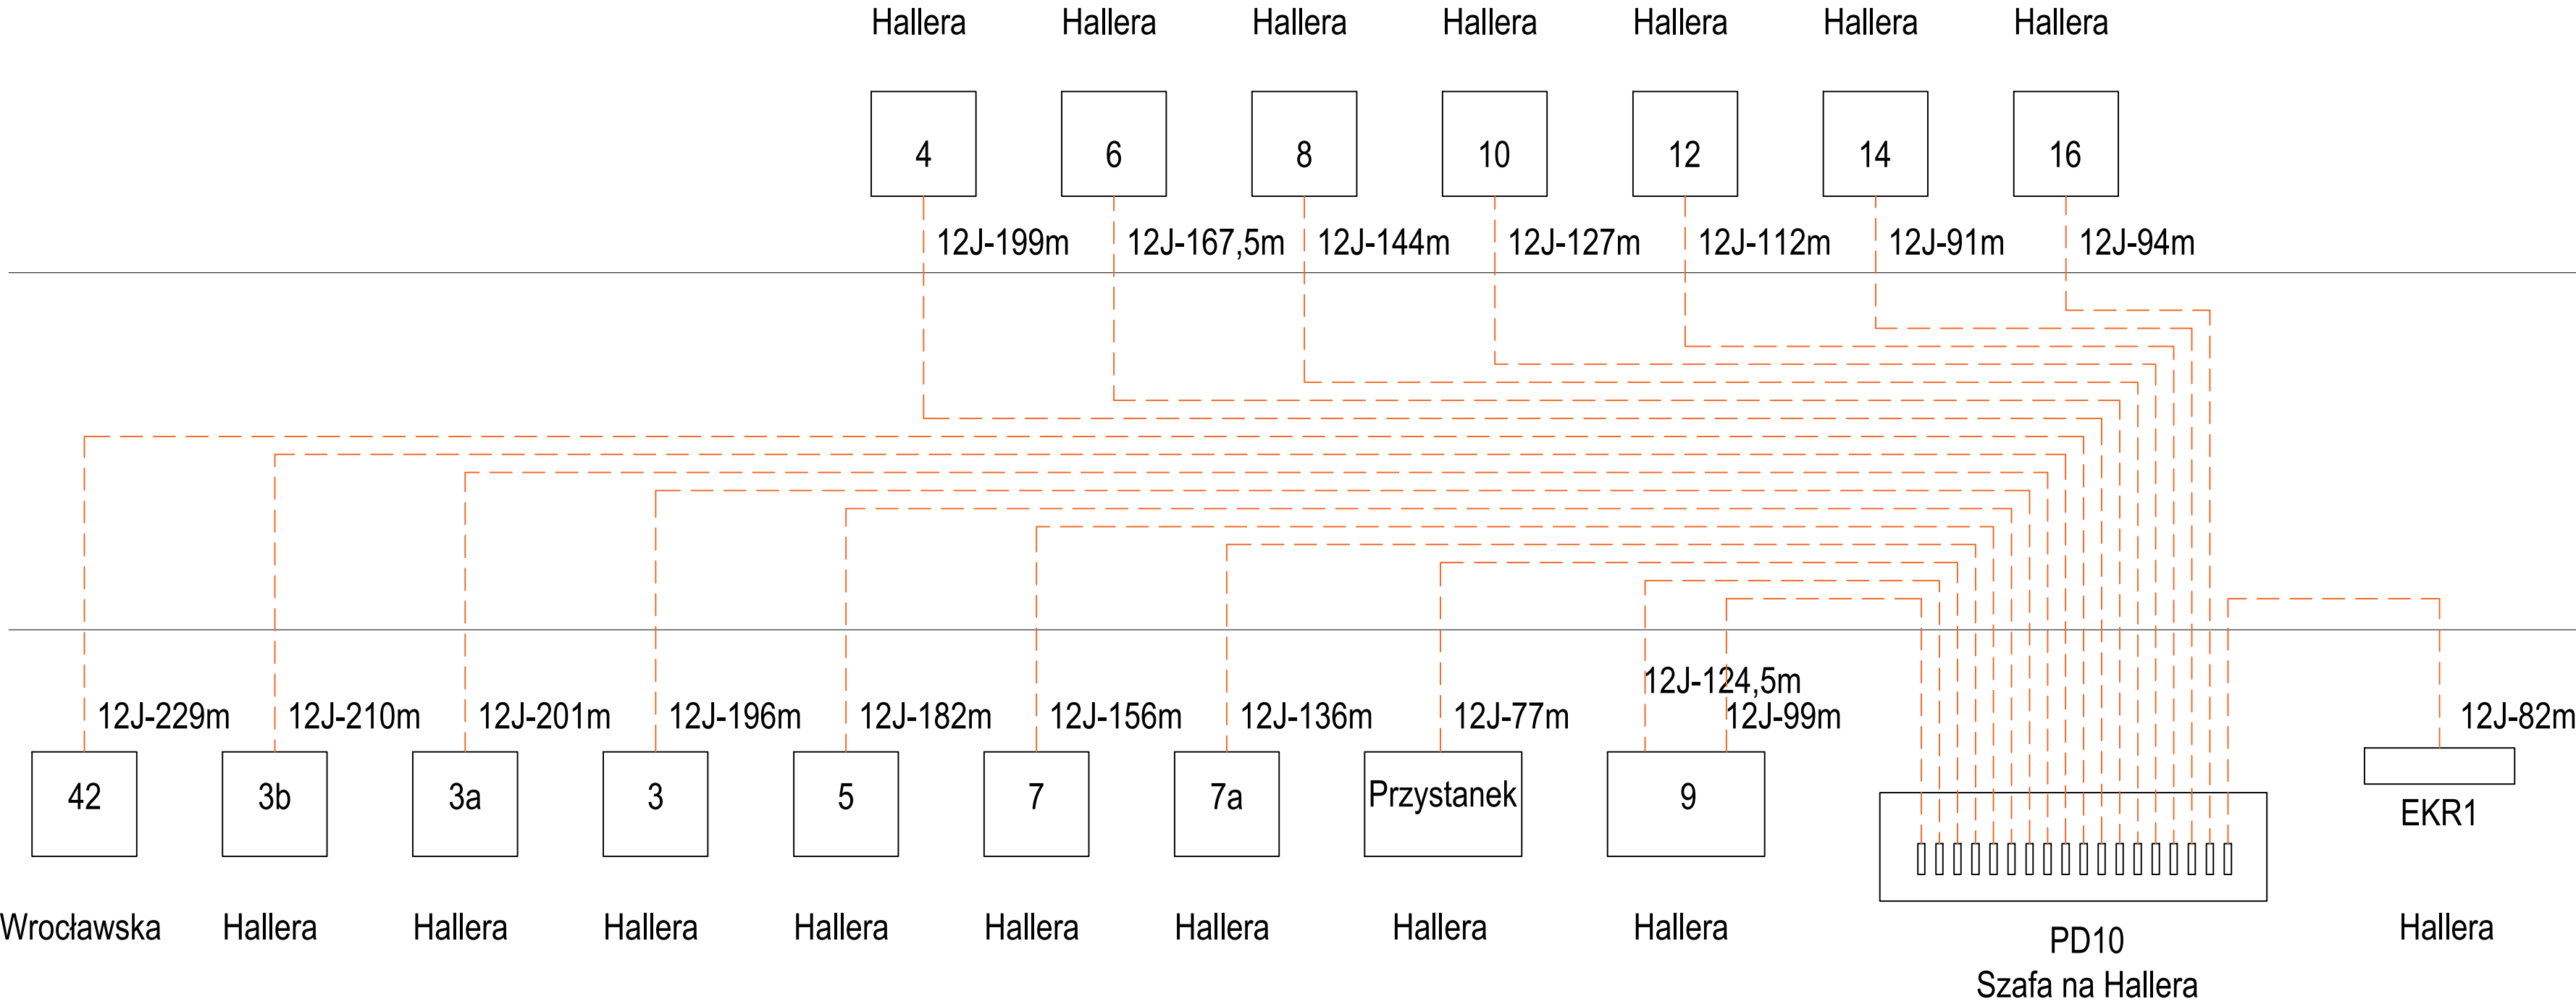 Hallera Hallera Hallera Hallera Hallera Hallera Hallera
4 6 8 10 12 14 16
12J-199m 12J-167,5m 12J-144m 12J-127m 12J-112m 12J-91m 12J-94m
12J-124,5m
12J-229m 12J-210m 12J-201m 12J-196m 12J-182m 12J-156m 12J-136m 12J-77m 12J-99m 12J-82m
42 3b 3a 3 5 7 7a Przystanek 9
EKR1
Wrocławska Hallera Hallera Hallera Hallera Hallera Hallera Hallera Hallera Hallera
PD10
Szafa na Hallera